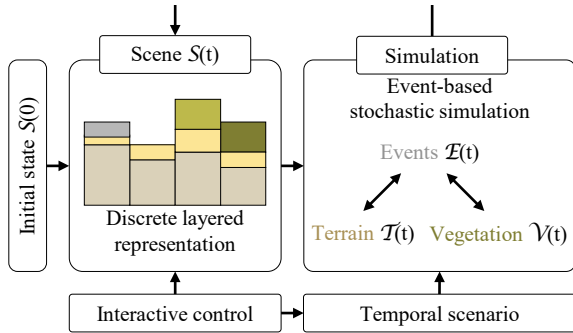 Scene S(t)
Simulation
Initial state S(0)
Event-based
stochastic simulation
Events E(t)
Discrete layered
representation
Terrain T(t)
Vegetation V(t)
Interactive control
Temporal scenario